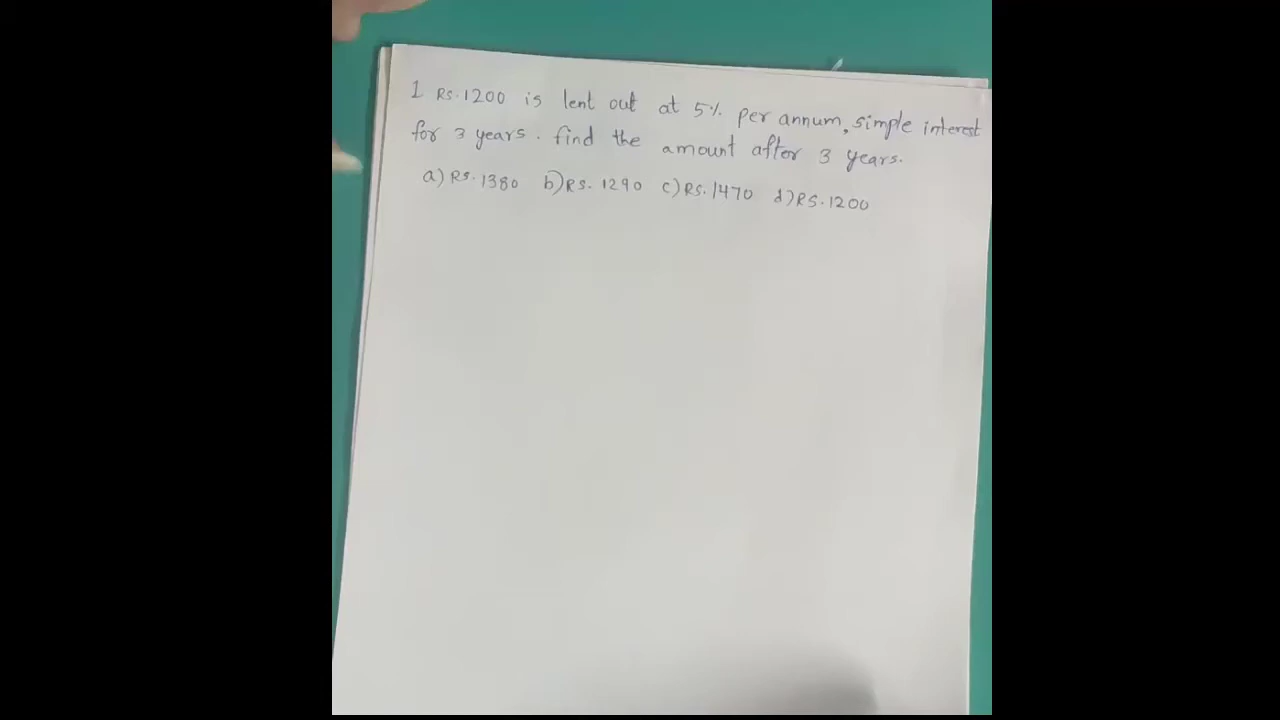 1 Rs.1200 is lent out at 5% per annum, simple interest
for 3 years. find the amount after 3 years.
a) Rs.1380 b) Rs. 1290 c) Rs.1470 d) Rs.1200